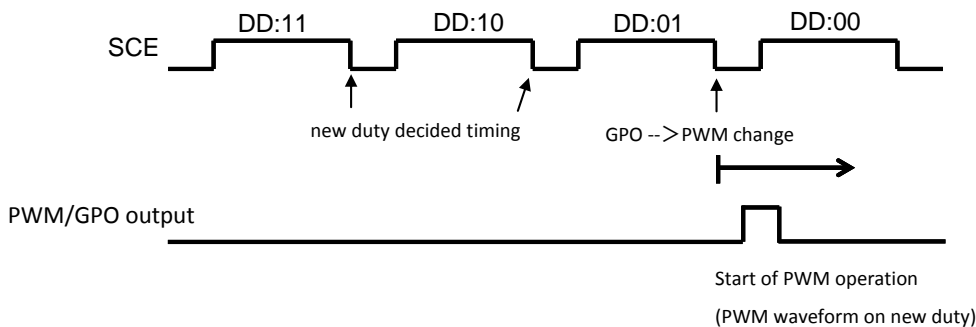 DD:11 DD:10 DD:01 DD:00
SCE
new duty decided timing
GPO -->PWM change
PWM/GPO output
Start of PWM operation
(PWM waveform on new duty)